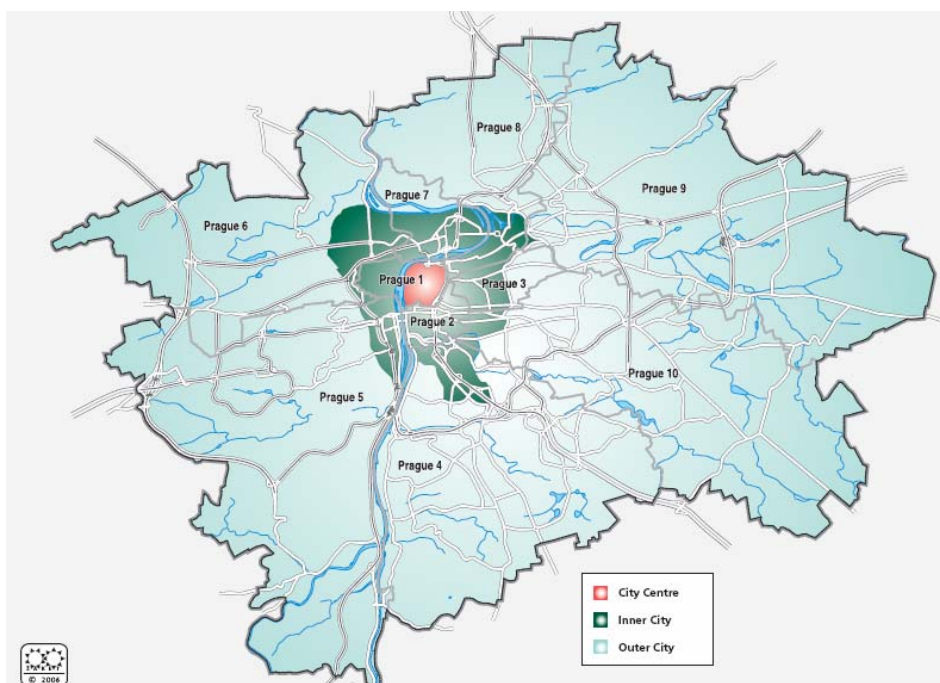 Prague 8
Prague 7
Prague 9
Prague 6
Prague 1
Prague 3
Prague 2
Prague 10
Prague 5
Prague 4
City Centre
Inner City
Outer City
© 2006